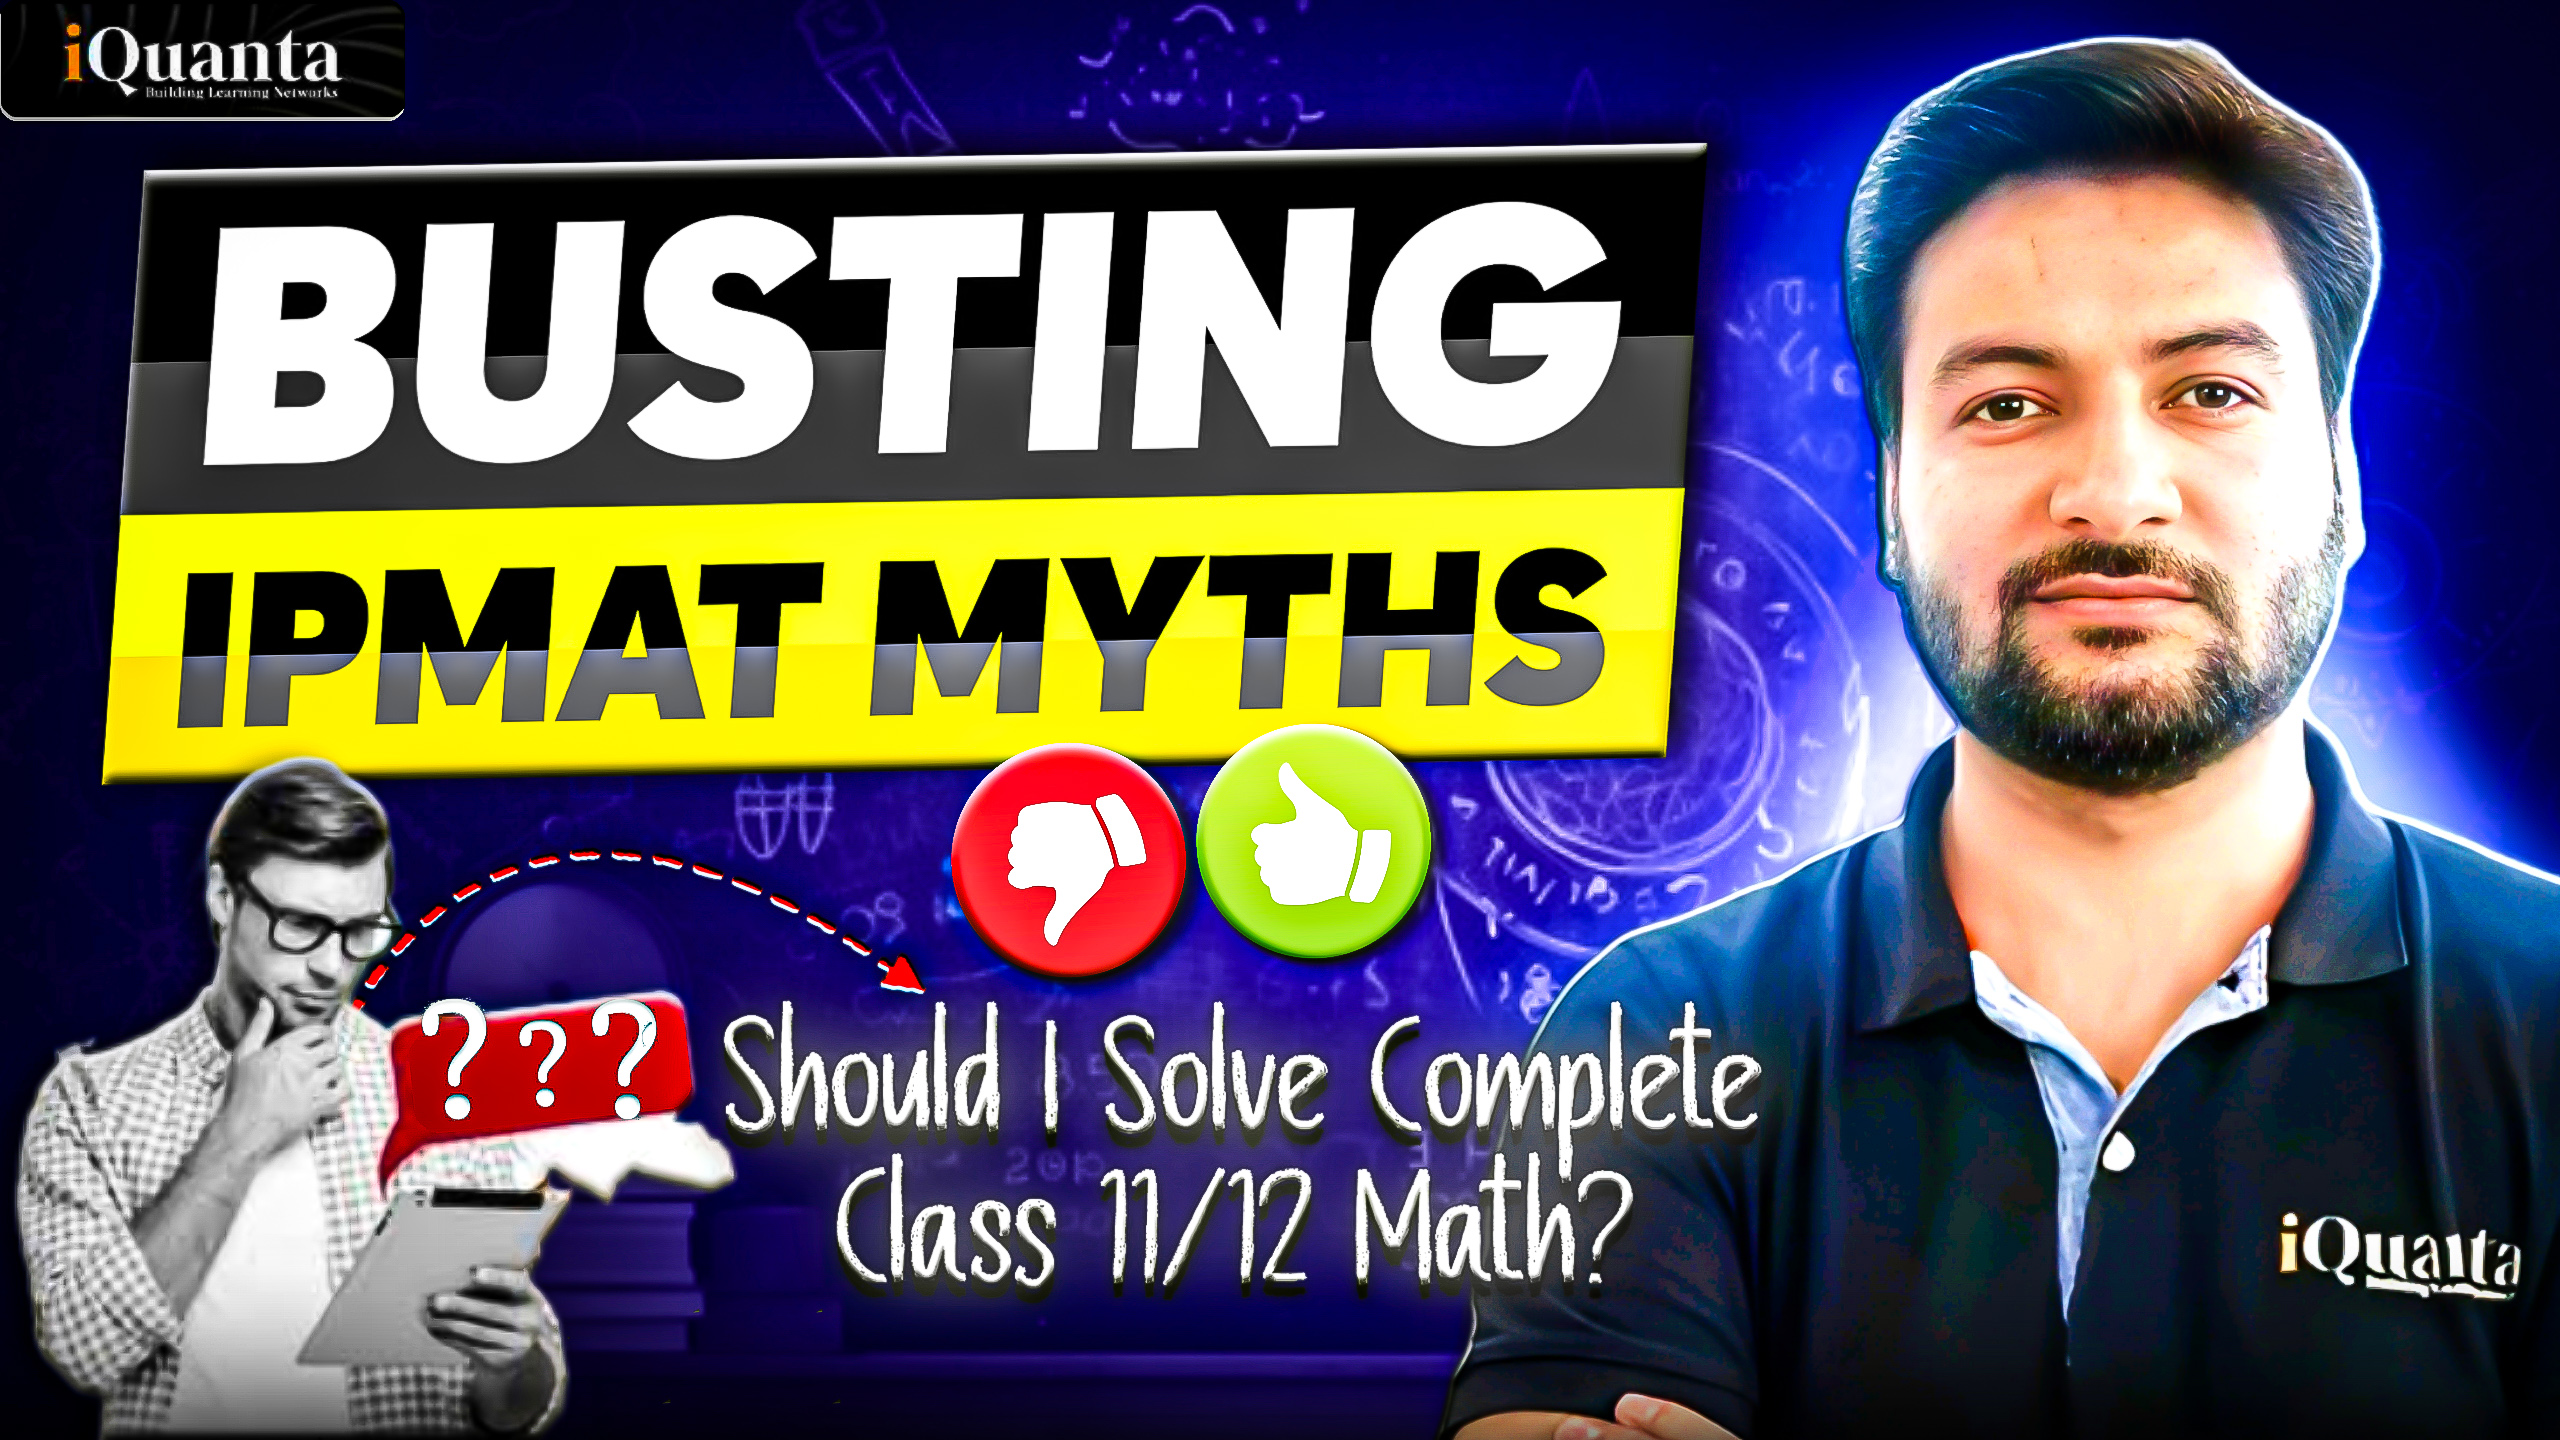 iQuanta
Building Learning Networks
BUSTING
IPMAT MYTHS
? ? ?
Should I Solve Complete
Class 11/12 Math?
iQuanta